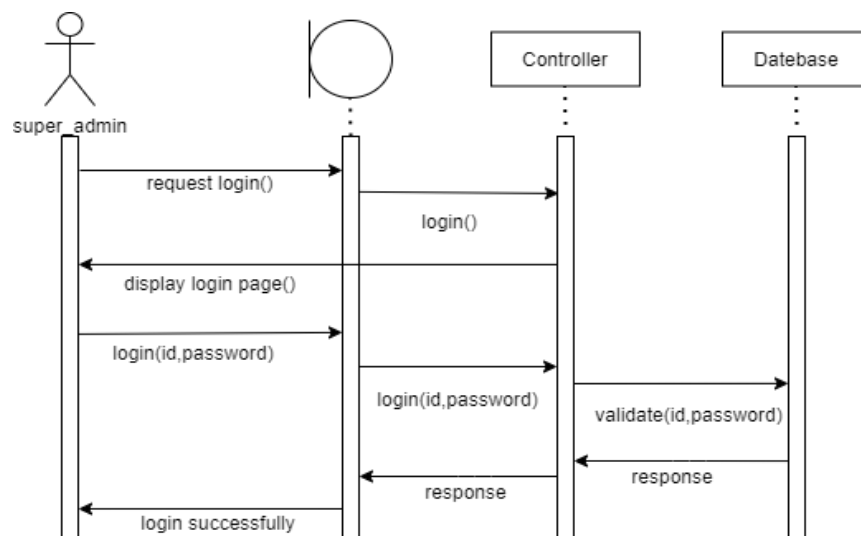 Controller
Datebase
super_admin
request login()
login()
display login page()
login(id,password)
login(id,password)
validate(id,password)
response
response
login successfully